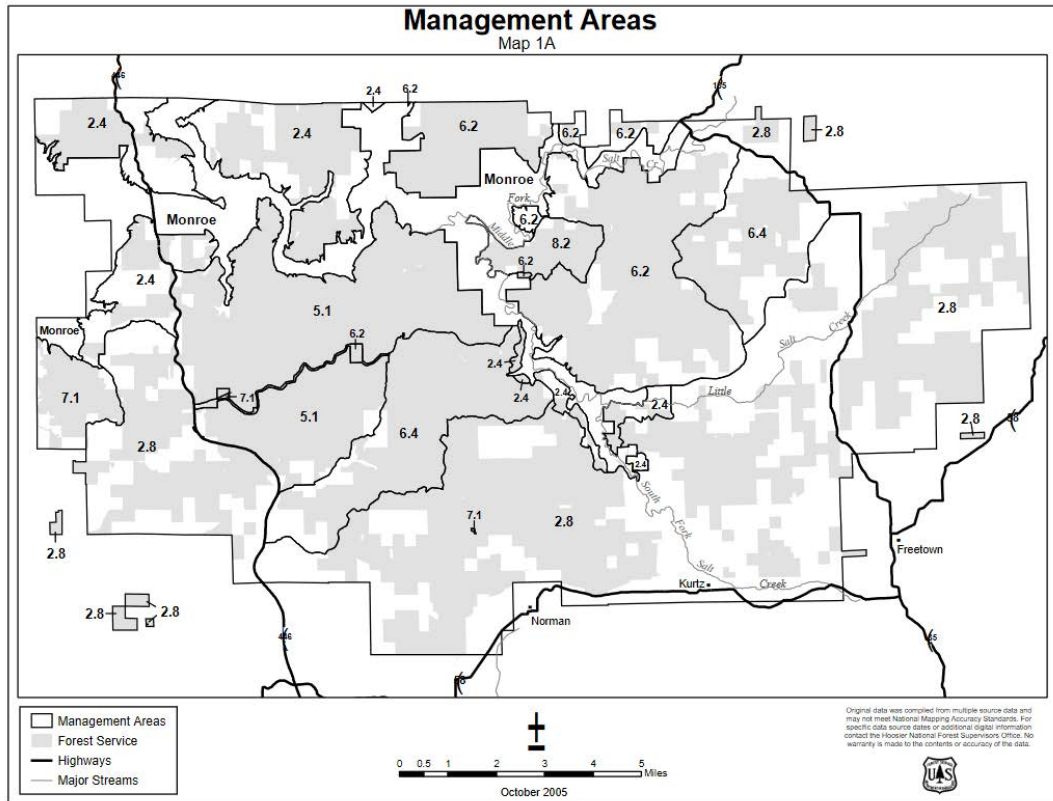 Management Areas
Map 1A
446
2.4
6.2
135
2.4
2.4
6.2
6.2
6.2
2.8
2.8
Salt
Cr.
Monroe
Fork
Monroe
6.2
Middle
8.2
6.4
6.2
6.2
2.4
5.1
2.8
Monroe
6.2
Salt
Creek
2.4
7.1
7.1
2.4
2.4
2.4
Little
5.1
6.4
2.8
2.8
58
2.4
7.1
2.8
South
Fork
2.8
Freetown
Salt
Creek
Kurtz
2.8
2.8
Norman
446
58
Management Areas
Forest Service
Highways
Major Streams
0 0.5 1 2 3 4 5
Miles
October 2005
Original data was compiled from multiple source data and
may not meet National Mapping Accuracy Standards. For
specific data source dates or additional digital information
contact the Hoosier National Forest Supervisors Office. No
warranty is made to the contents or accuracy of the data.
U S